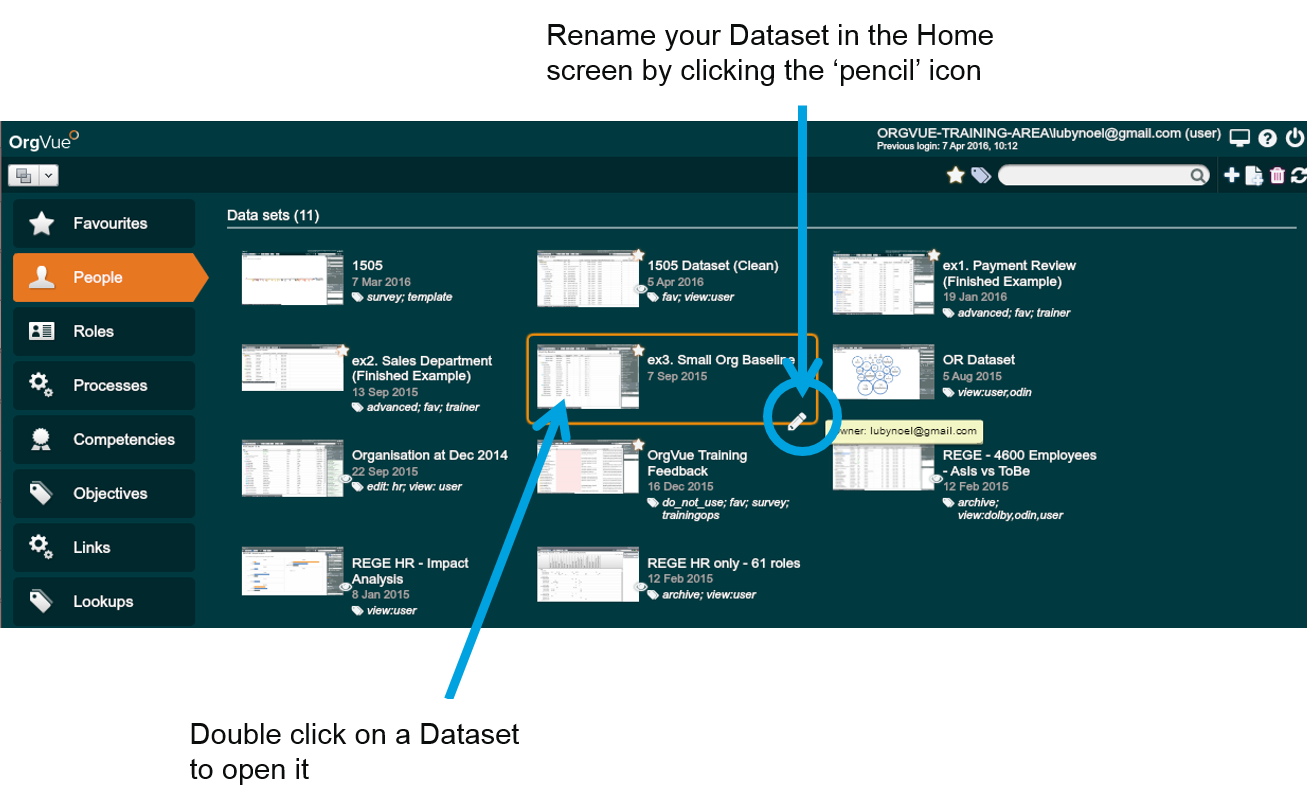 Rename your Dataset in the Home
screen by clicking the ‘pencil’ icon
OrgVue
ORGVUE-TRAINING-AREA\lubynoel@gmail.com (user)
Previous login: 7 Apr 2016, 10:12
Favourites
People
Roles
Processes
Competencies
Objectives
Links
Lookups
Data sets (11)
1505
7 Mar 2016
survey; template
1505 Dataset (Clean)
5 Apr 2016
fav; view:user
ex1. Payment Review
(Finished Example)
19 Jan 2016
advanced; fav; trainer
ex2. Sales Department
(Finished Example)
13 Sep 2015
advanced; fav; trainer
ex3. Small Org Baseline
7 Sep 2015
OR Dataset
5 Aug 2015
view:user,odin
wner: lubynoel@gmail.com
Organisation at Dec 2014
22 Sep 2015
edit: hr; view: user
OrgVue Training
Feedback
16 Dec 2015
do_not_use; fav; survey;
trainingops
REGE - 4600 Employees
- AsIs vs ToBe
12 Feb 2015
archive;
view:dolby,odin,user
REGE HR - Impact
Analysis
8 Jan 2015
view:user
REGE HR only - 61 roles
12 Feb 2015
archive; view:user
Double click on a Dataset
to open it